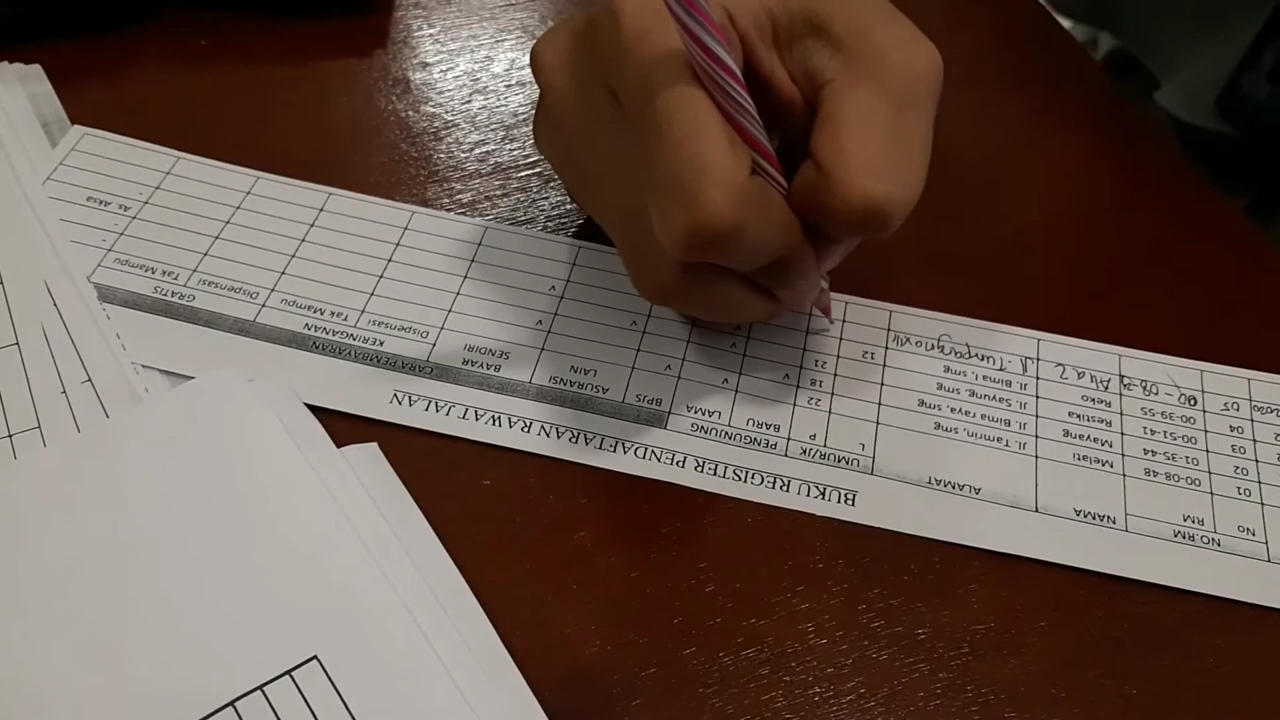 BUKU REGISTER PENDAFTARAN RAWAT JALAN
No NO.RM NAMA ALAMAT UMUR/JK PENGUNJUNG CARA PEMBAYARAN
RM L P BARU LAMA BPJS ASURANSI LAIN BAYAR SENDIRI KERINGANAN GRATIS
Dispensasi Tak Mampu Dispensasi Tak Mampu
01 00-08-48 Melati Jl. Tamrin, smg 22 v
02 01-35-44 Mayang Jl. Bima raya, smg 18 v v
03 00-51-41 Restika Jl. Sayung, smg 21 v v
04 00-39-55 Reko Jl. Bima I, smg 12 v v As. Aksa
2020 05 Jl.